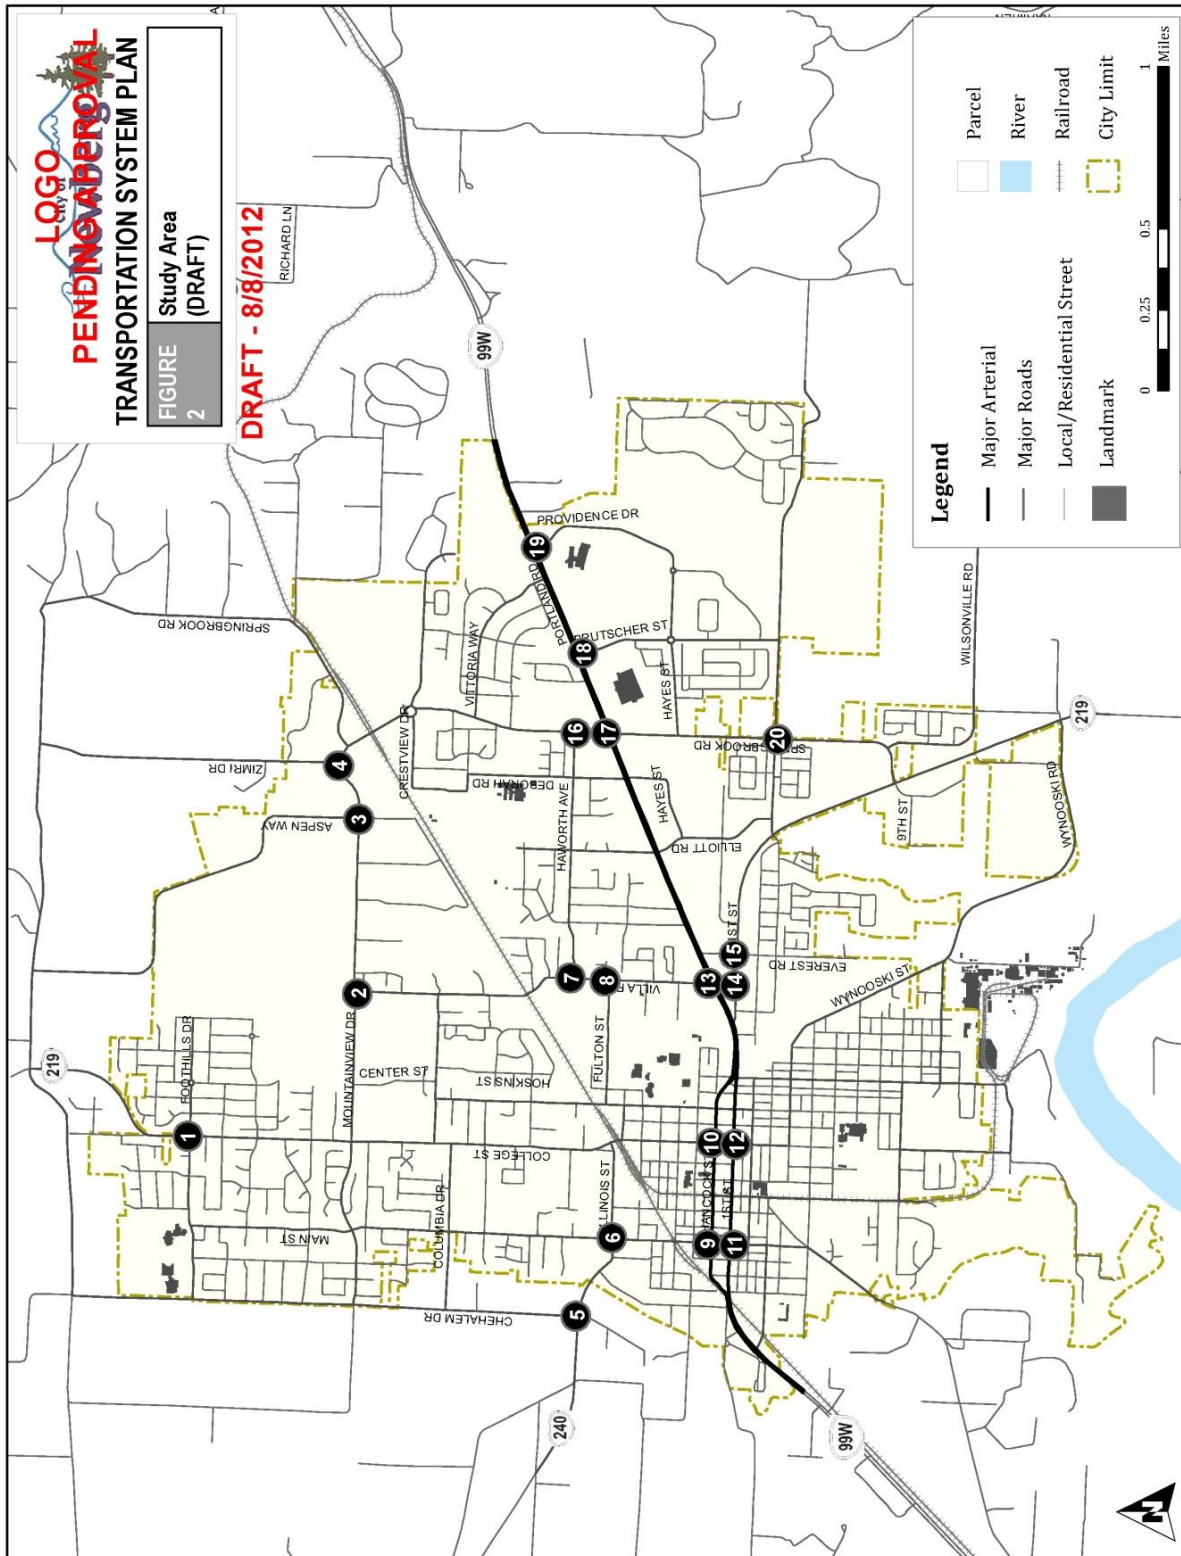 LOGO
PENDING APPROVAL
City of
Newberg
TRANSPORTATION SYSTEM PLAN
FIGURE
2
Study Area
(DRAFT)
DRAFT - 8/8/2012
RICHARD LN
99W
SPRINGBROOK RD
ZIMRI DR
ASPEN WAY
CRESTVIEW DR
VITTORIA WAY
PROVIDENCE DR
PORTLAND RD
BRUTSCHER ST
HAYES ST
SPRINGBROOK RD
DEBORAH RD
HAWORTH AVE
HAYES ST
ELLIOTT RD
WILSONVILLE RD
219
9TH ST
WYNOOSKI RD
219
FOOTHILLS DR
MOUNTAINVIEW DR
CENTER ST
HOSKINS ST
FULTON ST
VILLA R
1ST ST
EVEREST RD
WYNOOSKI ST
COLLEGE ST
MAIN ST
COLUMBIA DR
ILLINOIS ST
HANCOCK ST
1ST ST
CHEHALEM DR
240
99W
1
2
3
4
5
6
7
8
9
10
11
12
13
14
15
16
17
18
19
20
Legend
Major Arterial
Major Roads
Local/Residential Street
Landmark
Parcel
River
Railroad
City Limit
0
0.25
0.5
1
Miles
N